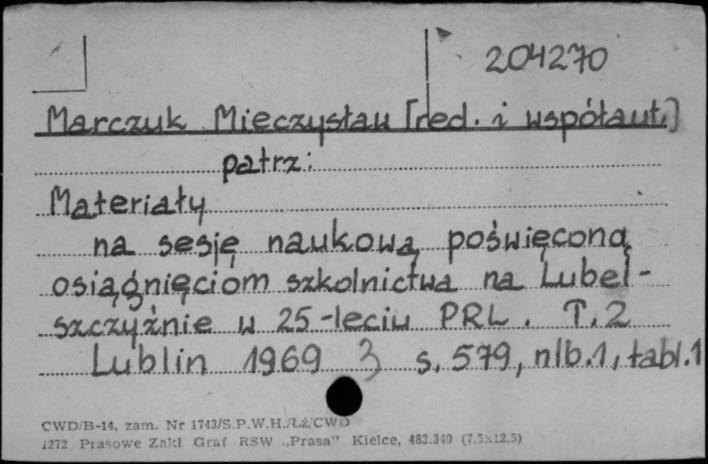 204270
Marczuk Mieczysław [red. i współaut.]
patrz:
Materiały
na sesję naukową poświęconą
osiągnięciom szkolnictwa na Lubel-
szczyźnie w 25-leciu PRL. T.2
Lublin 1969 3 s. 579, nlb.1, tabl.1
CWD/B-14. zam. Nr 1743/S.P.W.H./Łż/CWD
1272 Prasowe Zakł Graf RSW „Prasa" Kielce, 483.340 (7,5x12,5)